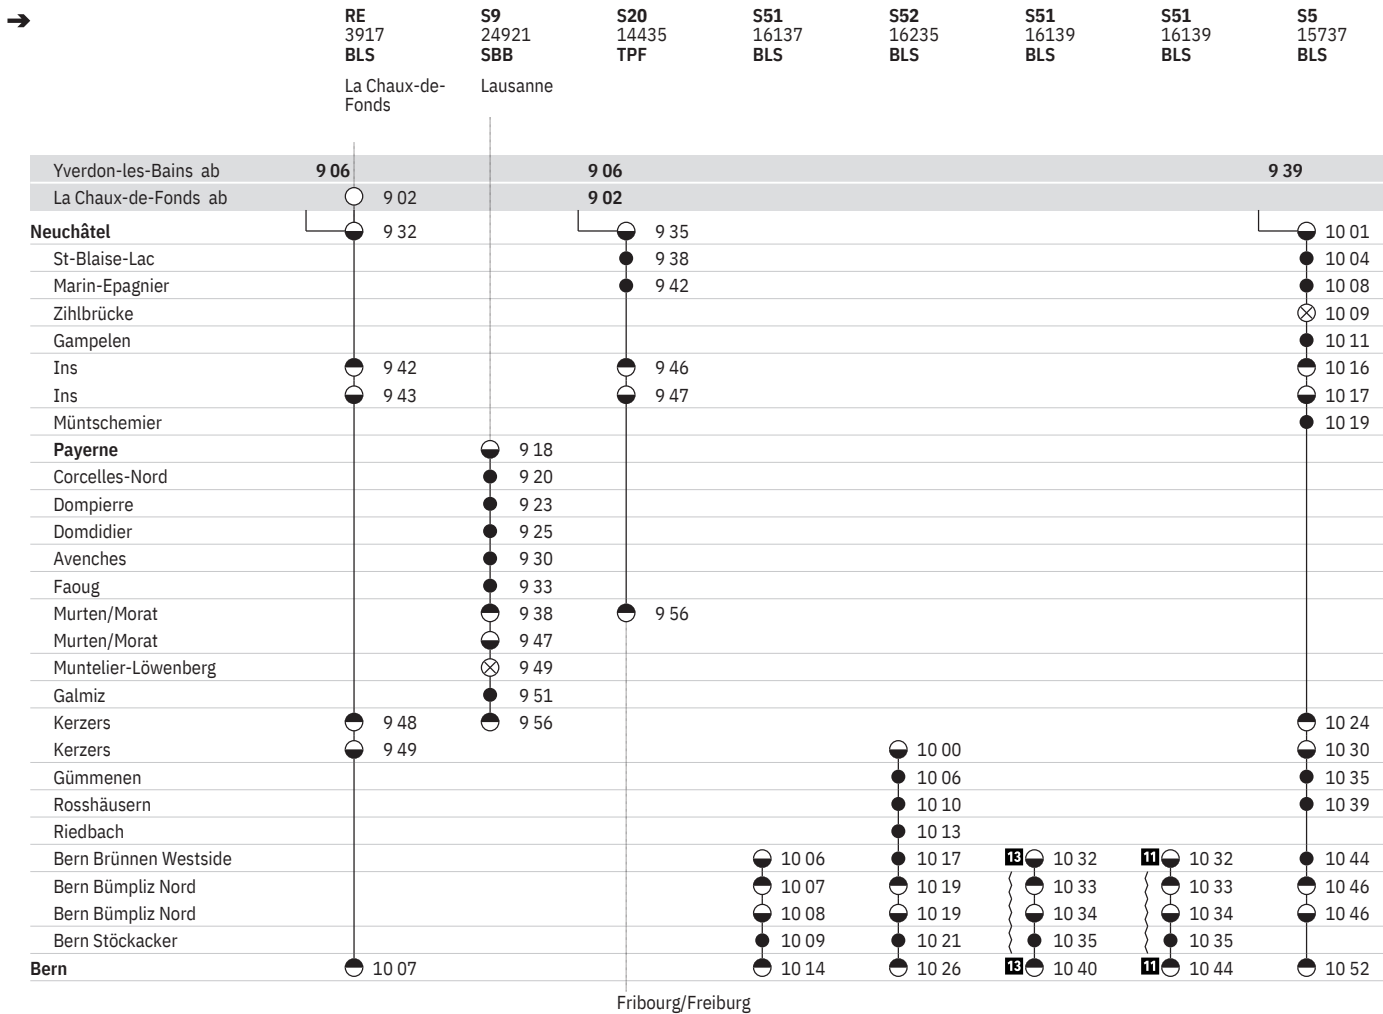 ➔ RE S9 S20 S51 S52 S51 S51 S5
3917 24921 14435 16137 16235 16139 16139 15737
BLS SBB TPF BLS BLS BLS BLS BLS
La Chaux-de- Lausanne
Fonds
Yverdon-les-Bains ab 9 06 9 06 9 39
La Chaux-de-Fonds ab 9 02 9 02
Neuchâtel 9 32 9 35 10 01
St-Blaise-Lac 9 38 10 04
Marin-Epagnier 9 42 10 08
Zihlbrücke 10 09
Gampelen 10 11
Ins 9 42 9 46 10 16
Ins 9 43 9 47 10 17
Müntschemier 10 19
Payerne 9 18
Corcelles-Nord 9 20
Dompierre 9 23
Domdidier 9 25
Avenches 9 30
Faoug 9 33
Murten/Morat 9 38 9 56
Murten/Morat 9 47
Muntelier-Löwenberg 9 49
Galmiz 9 51
Kerzers 9 48 9 56 10 24
Kerzers 9 49 10 00 10 30
Gümmenen 10 06 10 35
Rosshäusern 10 10 10 39
Riedbach 10 13
Bern Brünnen Westside 10 06 10 17 13 10 32 11 10 32 10 44
Bern Bümpliz Nord 10 07 10 19 10 33 10 33 10 46
Bern Bümpliz Nord 10 08 10 19 10 34 10 34 10 46
Bern Stöckacker 10 09 10 21 10 35 10 35
Bern 10 07 10 14 10 26 13 10 40 11 10 44 10 52
Fribourg/Freiburg